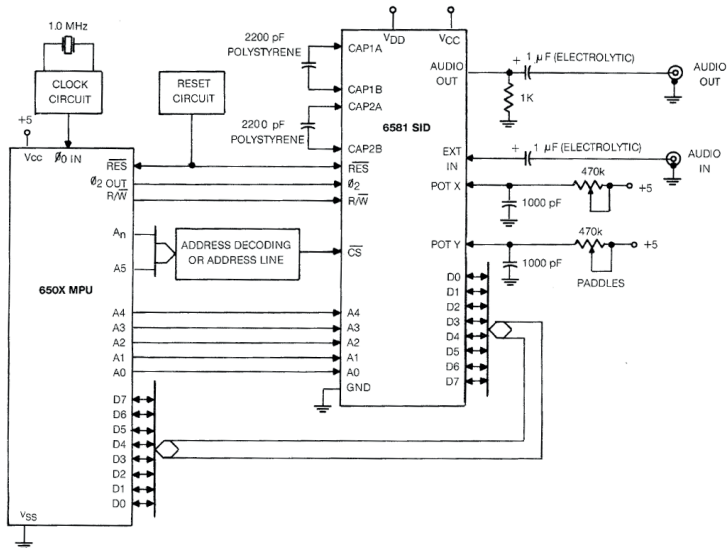 1.0 MHz
CLOCK
CIRCUIT
RESET
CIRCUIT
2200 pF
POLYSTYRENE
2200 pF
POLYSTYRENE
+5
Vcc
Ø0 IN
RES
Ø2 OUT
R/W
An
A5
650X MPU
ADDRESS DECODING
OR ADDRESS LINE
A4
A3
A2
A1
A0
D7
D6
D5
D4
D3
D2
D1
D0
VSS
VDD
VCC
CAP1A
CAP1B
CAP2A
CAP2B
RES
Ø2
R/W
CS
A4
A3
A2
A1
A0
GND
6581 SID
AUDIO
OUT
EXT
IN
POT X
POT Y
D0
D1
D2
D3
D4
D5
D6
D7
+ 1 µF (ELECTROLYTIC)
1K
AUDIO
OUT
+ 1 µF (ELECTROLYTIC)
AUDIO
IN
470k
+5
1000 pF
470k
+5
1000 pF
PADDLES